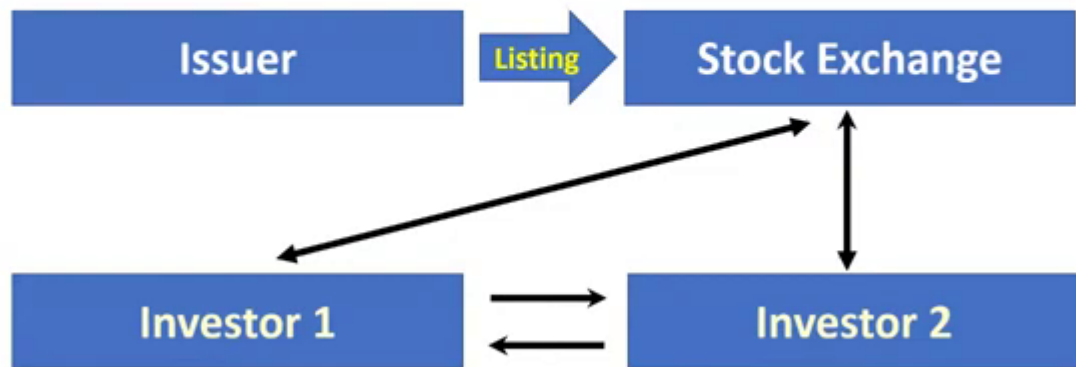 Issuer
Listing
Stock Exchange
Investor 1
Investor 2